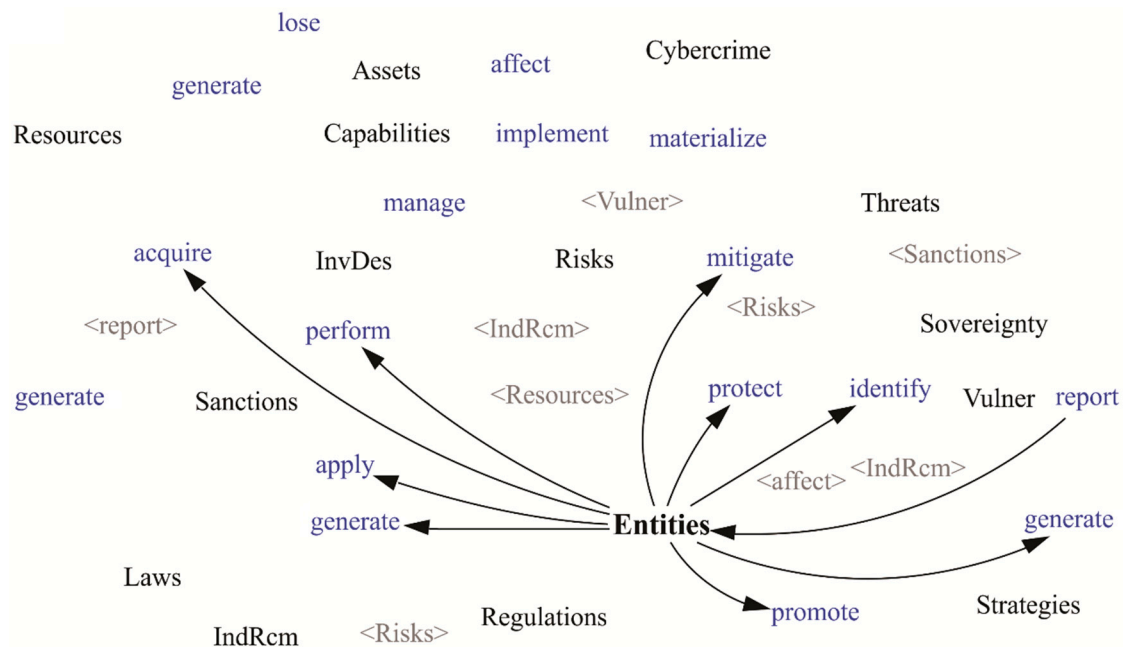 lose
Cybercrime
affect
Assets
generate
Resources
Capabilities
implement
materialize
manage
<Vulner>
Threats
acquire
InvDes
Risks
mitigate
<Sanctions>
<Risks>
<report>
perform
<IndRcm>
Sovereignty
generate
Sanctions
<Resources>
protect
identify
Vulner
report
apply
<affect>
<IndRcm>
generate
Entities
generate
Laws
promote
Strategies
Regulations
IndRcm
<Risks>